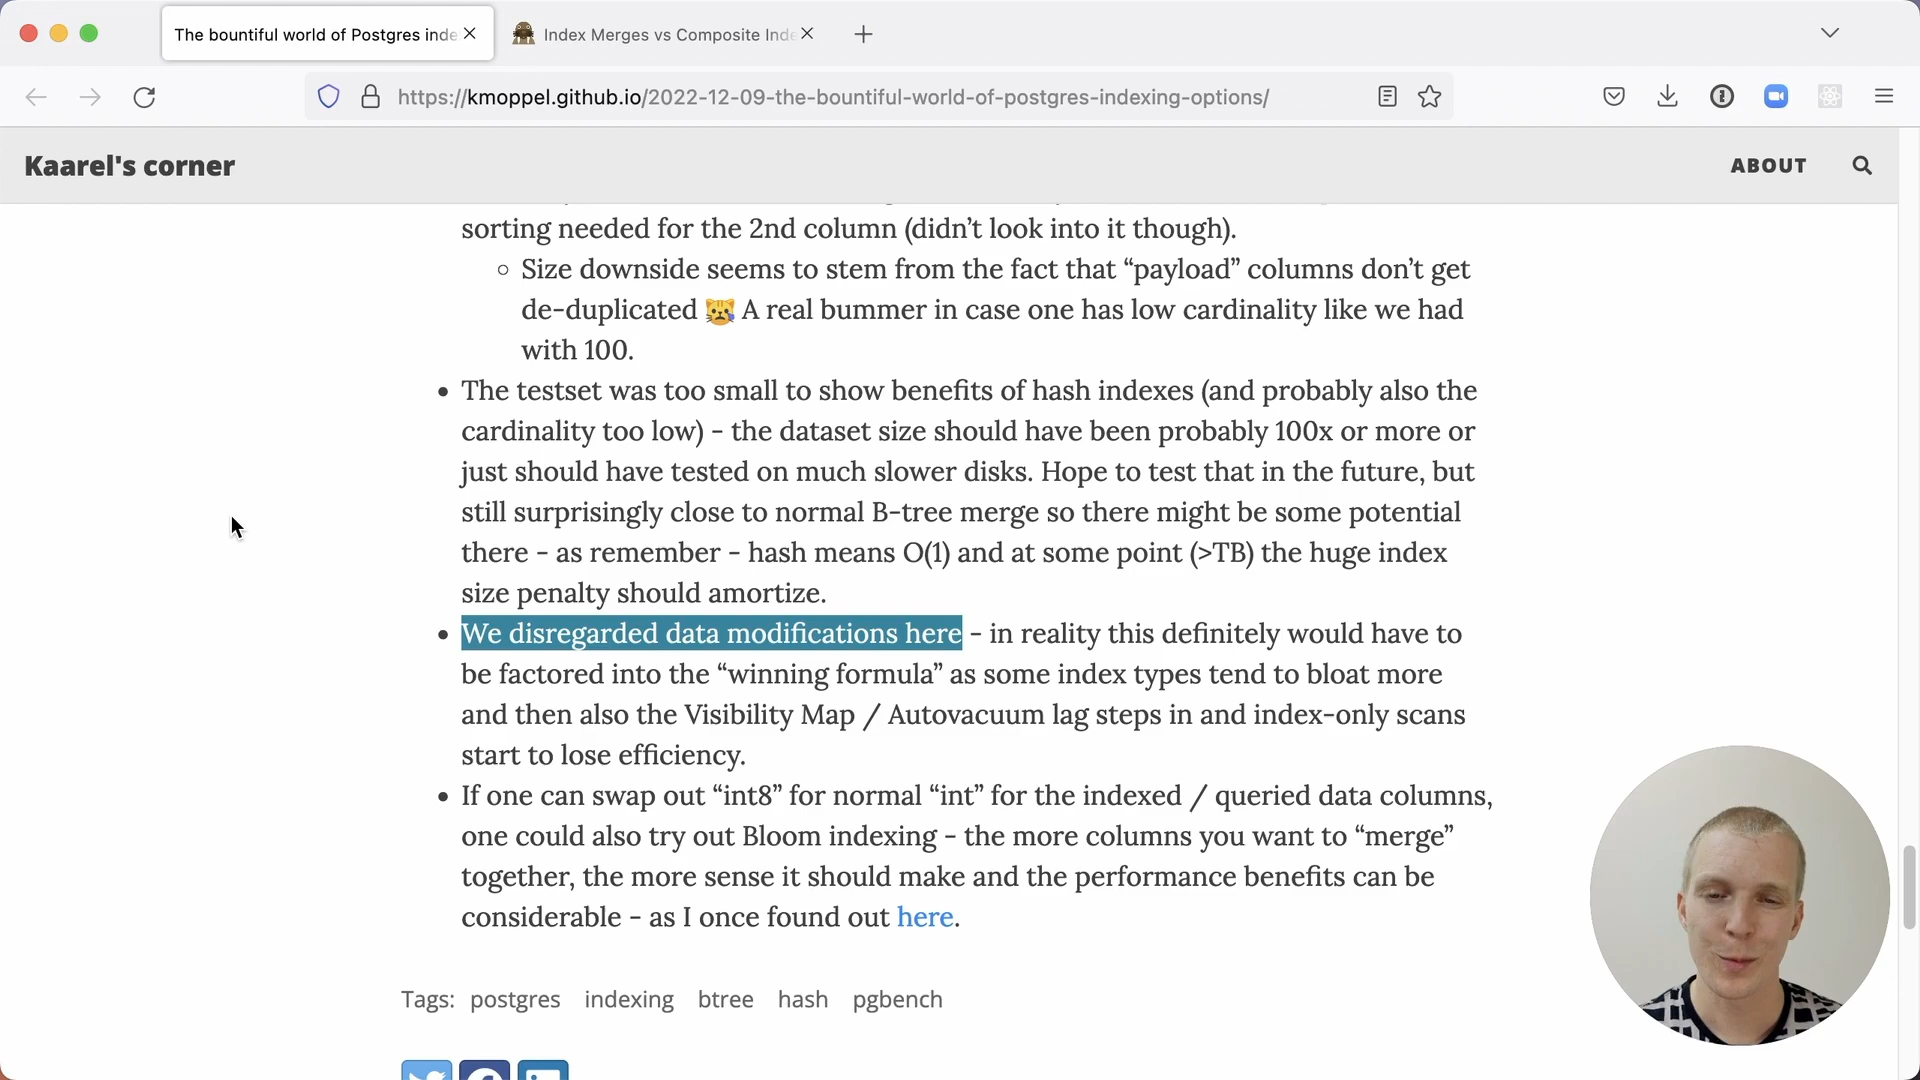 The bountiful world of Postgres inde
Index Merges vs Composite Inde
https://kmoppel.github.io/2022-12-09-the-bountiful-world-of-postgres-indexing-options/
Kaarel's corner
ABOUT
sorting needed for the 2nd column (didn’t look into it though).
Size downside seems to stem from the fact that “payload” columns don’t get
de-duplicated 😿 A real bummer in case one has low cardinality like we had
with 100.
The testset was too small to show benefits of hash indexes (and probably also the
cardinality too low) - the dataset size should have been probably 100x or more or
just should have tested on much slower disks. Hope to test that in the future, but
still surprisingly close to normal B-tree merge so there might be some potential
there - as remember - hash means O(1) and at some point (>TB) the huge index
size penalty should amortize.
We disregarded data modifications here - in reality this definitely would have to
be factored into the “winning formula” as some index types tend to bloat more
and then also the Visibility Map / Autovacuum lag steps in and index-only scans
start to lose efficiency.
If one can swap out “int8” for normal “int” for the indexed / queried data columns,
one could also try out Bloom indexing - the more columns you want to “merge”
together, the more sense it should make and the performance benefits can be
considerable - as I once found out here.
Tags: postgres indexing btree hash pgbench